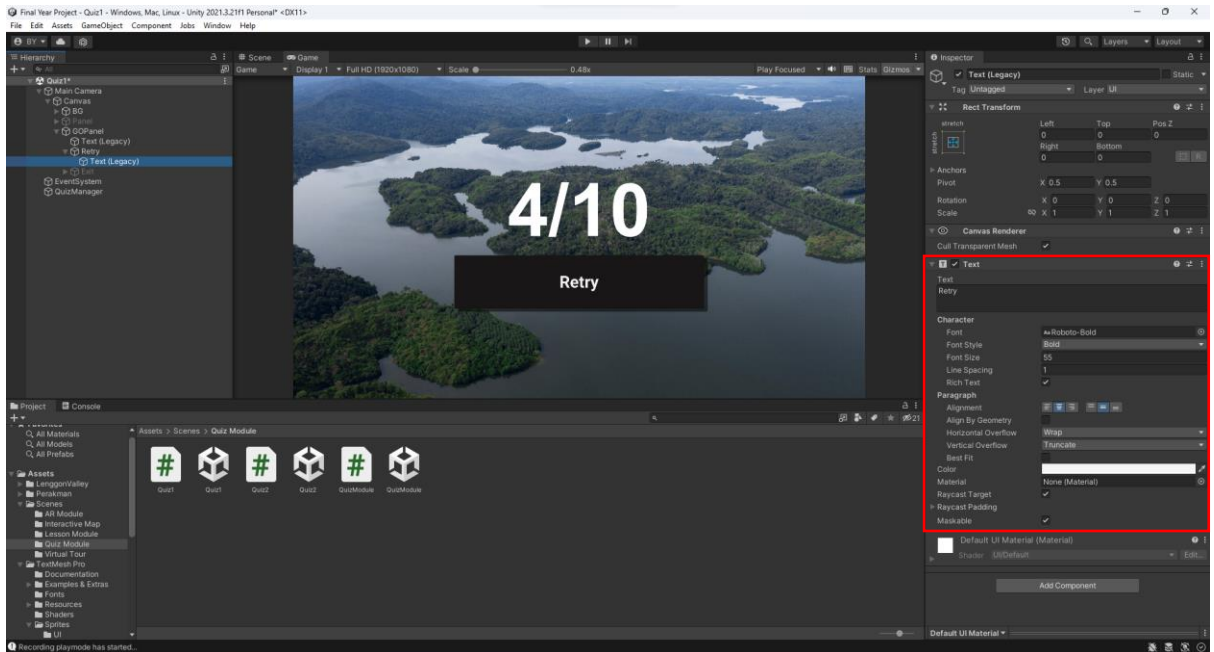 Final Year Project - Quiz1 - Windows, Mac, Linux - Unity 2021.3.21f1 Personal* <DX11>
File Edit Assets GameObject Component Jobs Window Help
BY
Layers Layout
Hierarchy
All
Quiz1*
Main Camera
Canvas
BG
Panel
GOPanel
Text (Legacy)
Retry
Text (Legacy)
Exit
EventSystem
QuizManager
Scene Game
Game Display 1 Full HD (1920x1080) Scale 0.48x Play Focused Stats Gizmos
4/10
Retry
Inspector
Text (Legacy) Static
Tag Untagged Layer UI
Rect Transform
stretch Left Top Pos Z
stretch
0 0 0
Right Bottom
0 0 R
Anchors
Pivot X 0.5 Y 0.5
Rotation X 0 Y 0 Z 0
Scale X 1 Y 1 Z 1
Canvas Renderer
Cull Transparent Mesh
Text
Text
Retry
Character
Font Roboto-Bold
Font Style Bold
Font Size 55
Line Spacing 1
Rich Text
Paragraph
Alignment
Align By Geometry
Horizontal Overflow Wrap
Vertical Overflow Truncate
Best Fit
Color
Material None (Material)
Raycast Target
Raycast Padding
Maskable
Default UI Material (Material)
Shader UI/Default Edit...
Add Component
Default UI Material
Project Console
21
Favorites
All Materials
All Models
All Prefabs
Assets
LenggonValley
Perakman
Scenes
AR Module
Interactive Map
Lesson Module
Quiz Module
Virtual Tour
TextMesh Pro
Documentation
Examples & Extras
Fonts
Resources
Shaders
Sprites
UI
Assets > Scenes > Quiz Module
Quiz1 Quiz1 Quiz2 Quiz2 QuizModule QuizModule
Recording playmode has started...